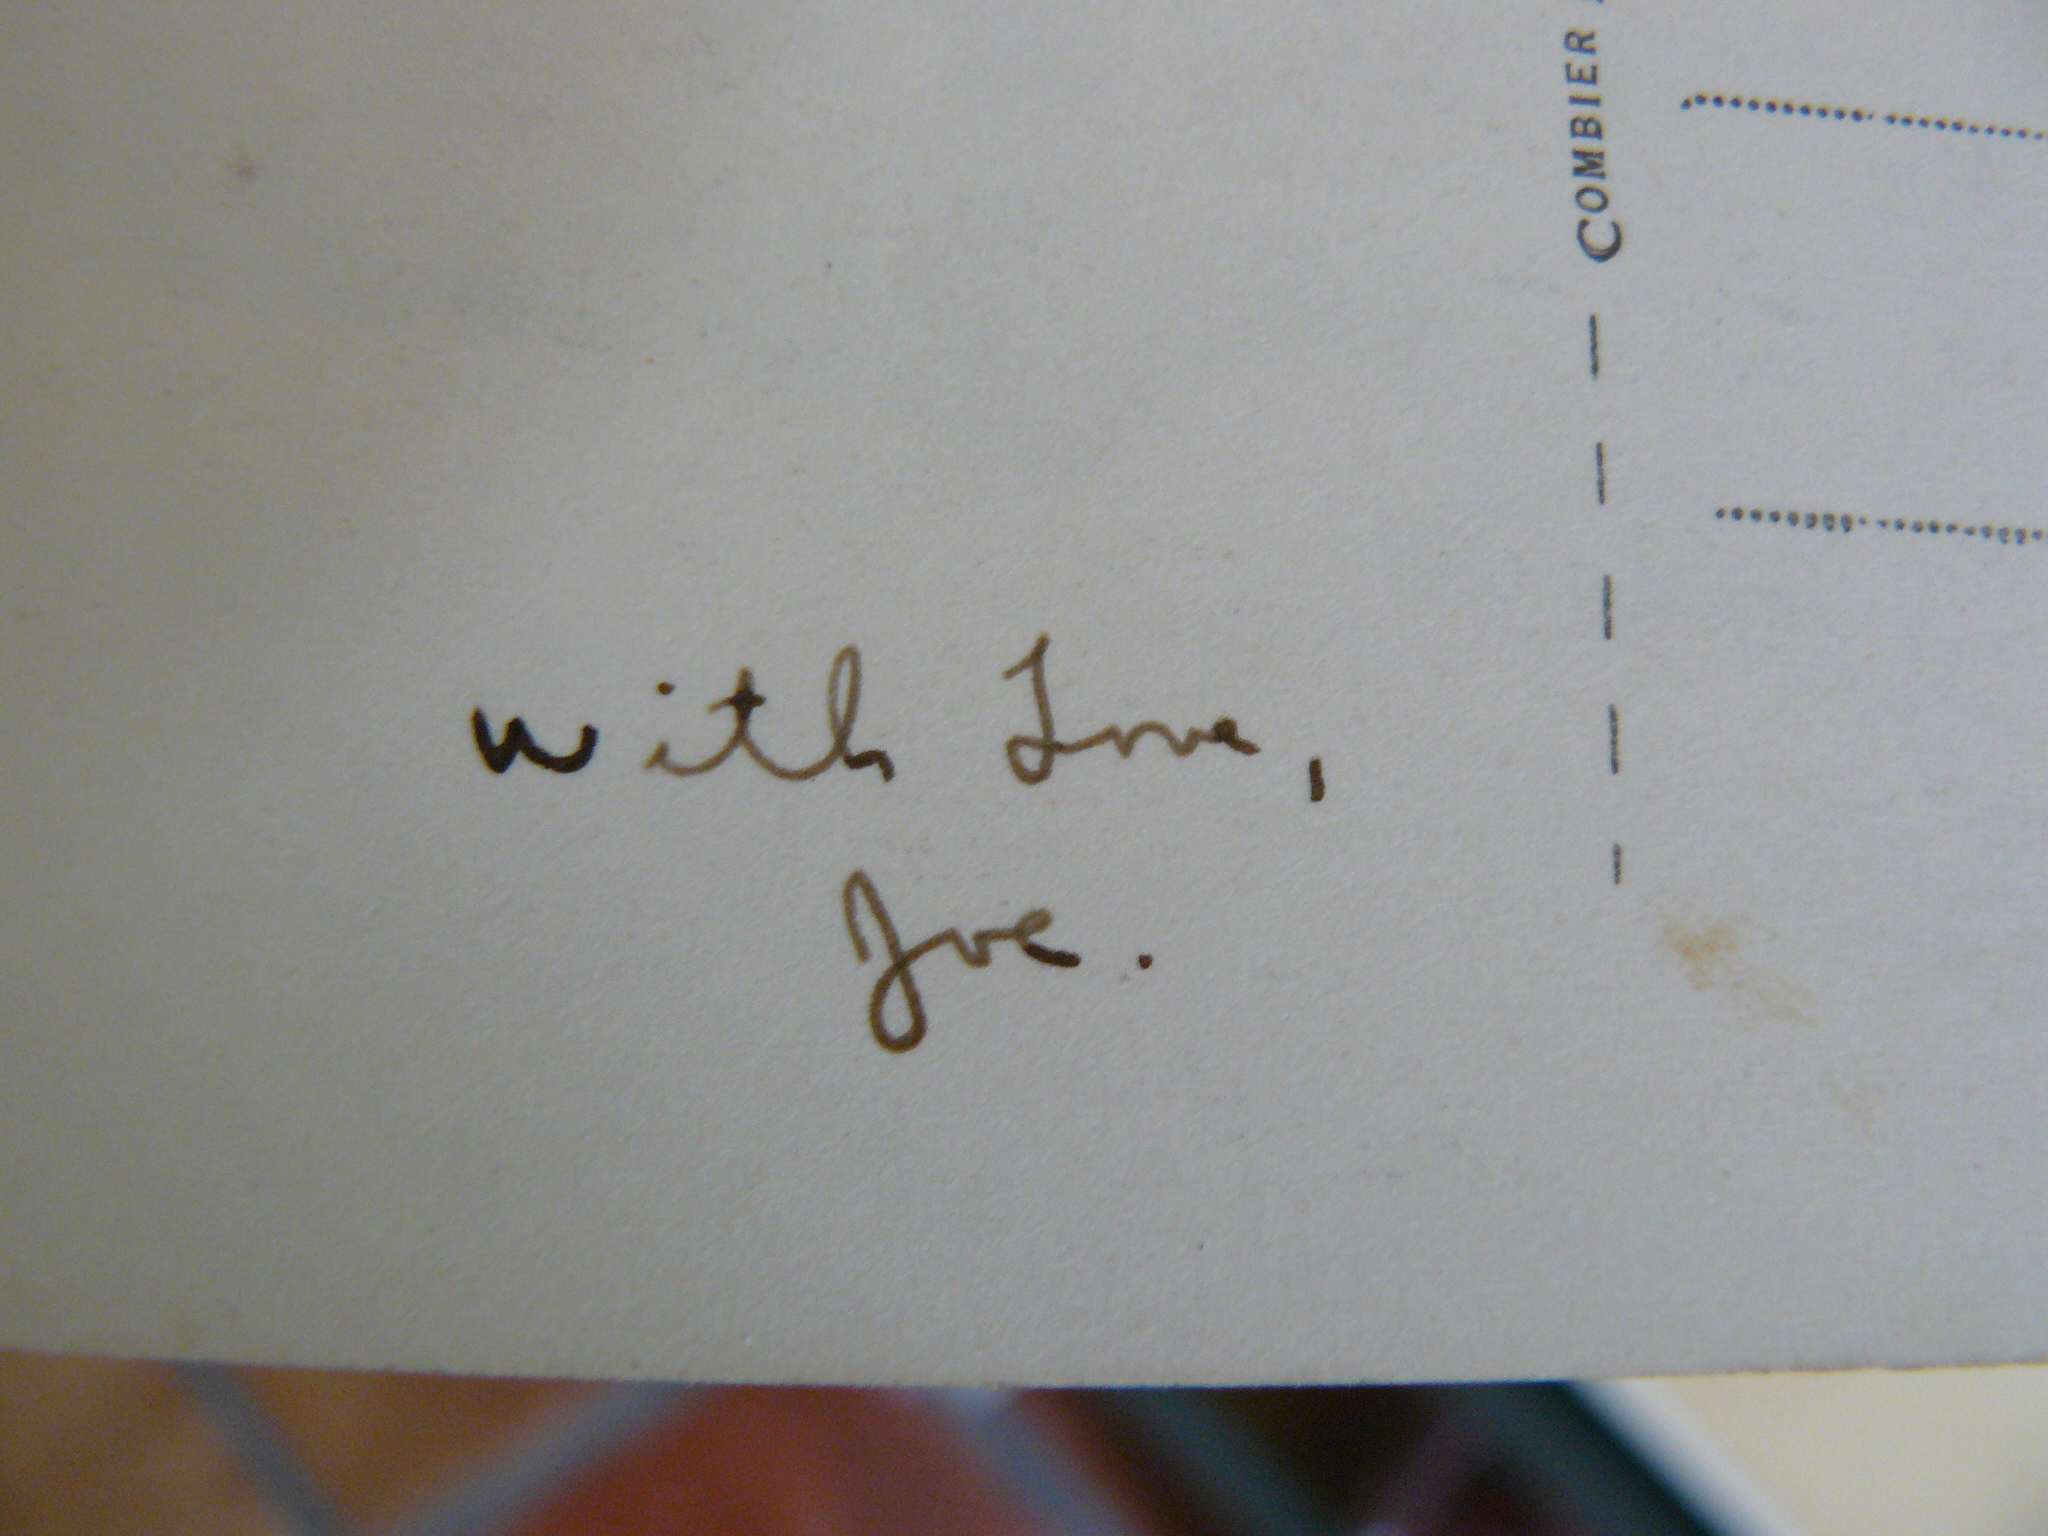 COMBIER
With Love,
Joe.